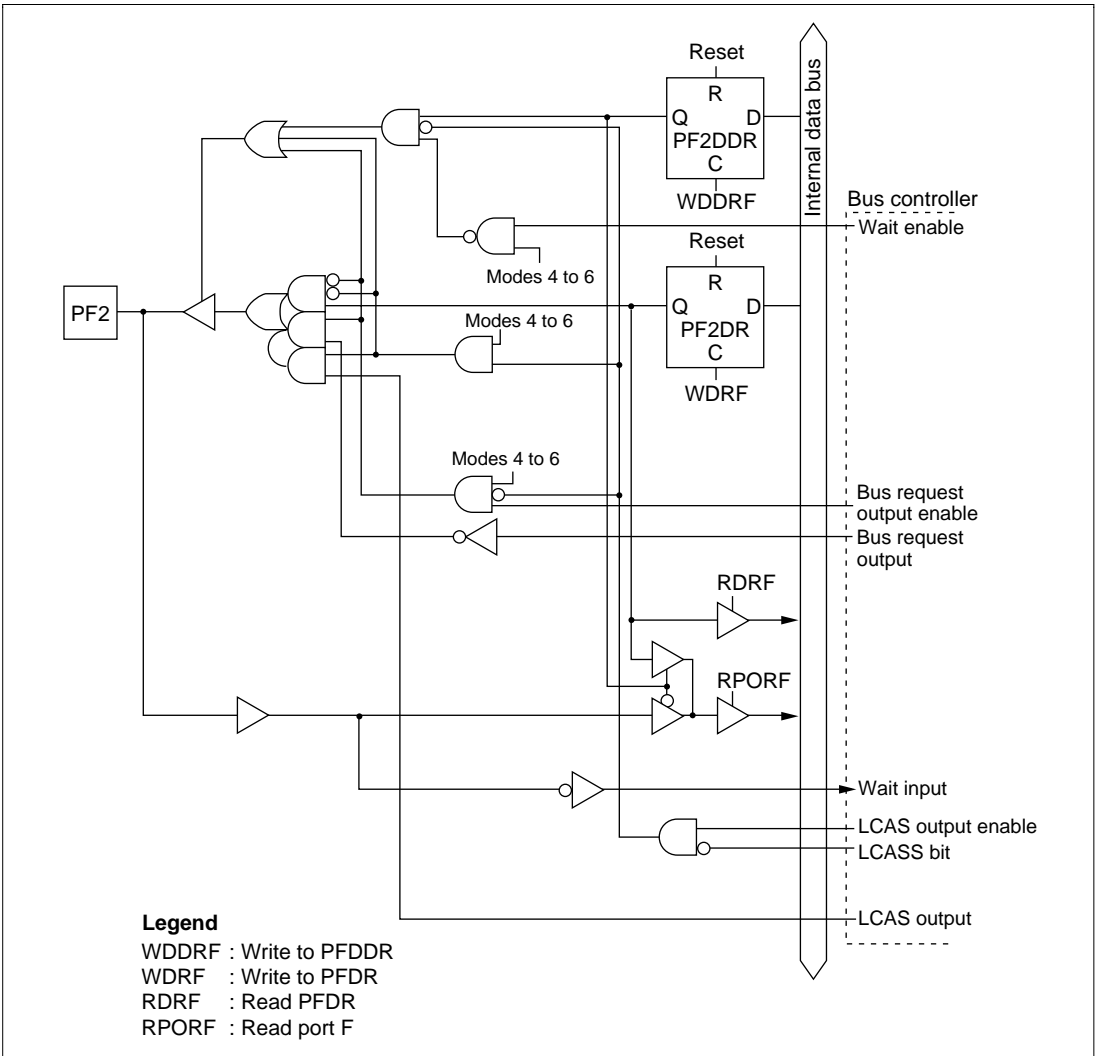 Reset
R
Q D
PF2DDR
C
WDDRF
Internal data bus
Bus controller
Wait enable
Modes 4 to 6
Reset
R
Q D
PF2DR
C
WDRF
PF2
Modes 4 to 6
Modes 4 to 6
Bus request
output enable
Bus request
output
RDRF
RPORF
Wait input
LCAS output enable
LCASS bit
LCAS output
Legend
WDDRF : Write to PFDDR
WDRF : Write to PFDR
RDRF : Read PFDR
RPORF : Read port F